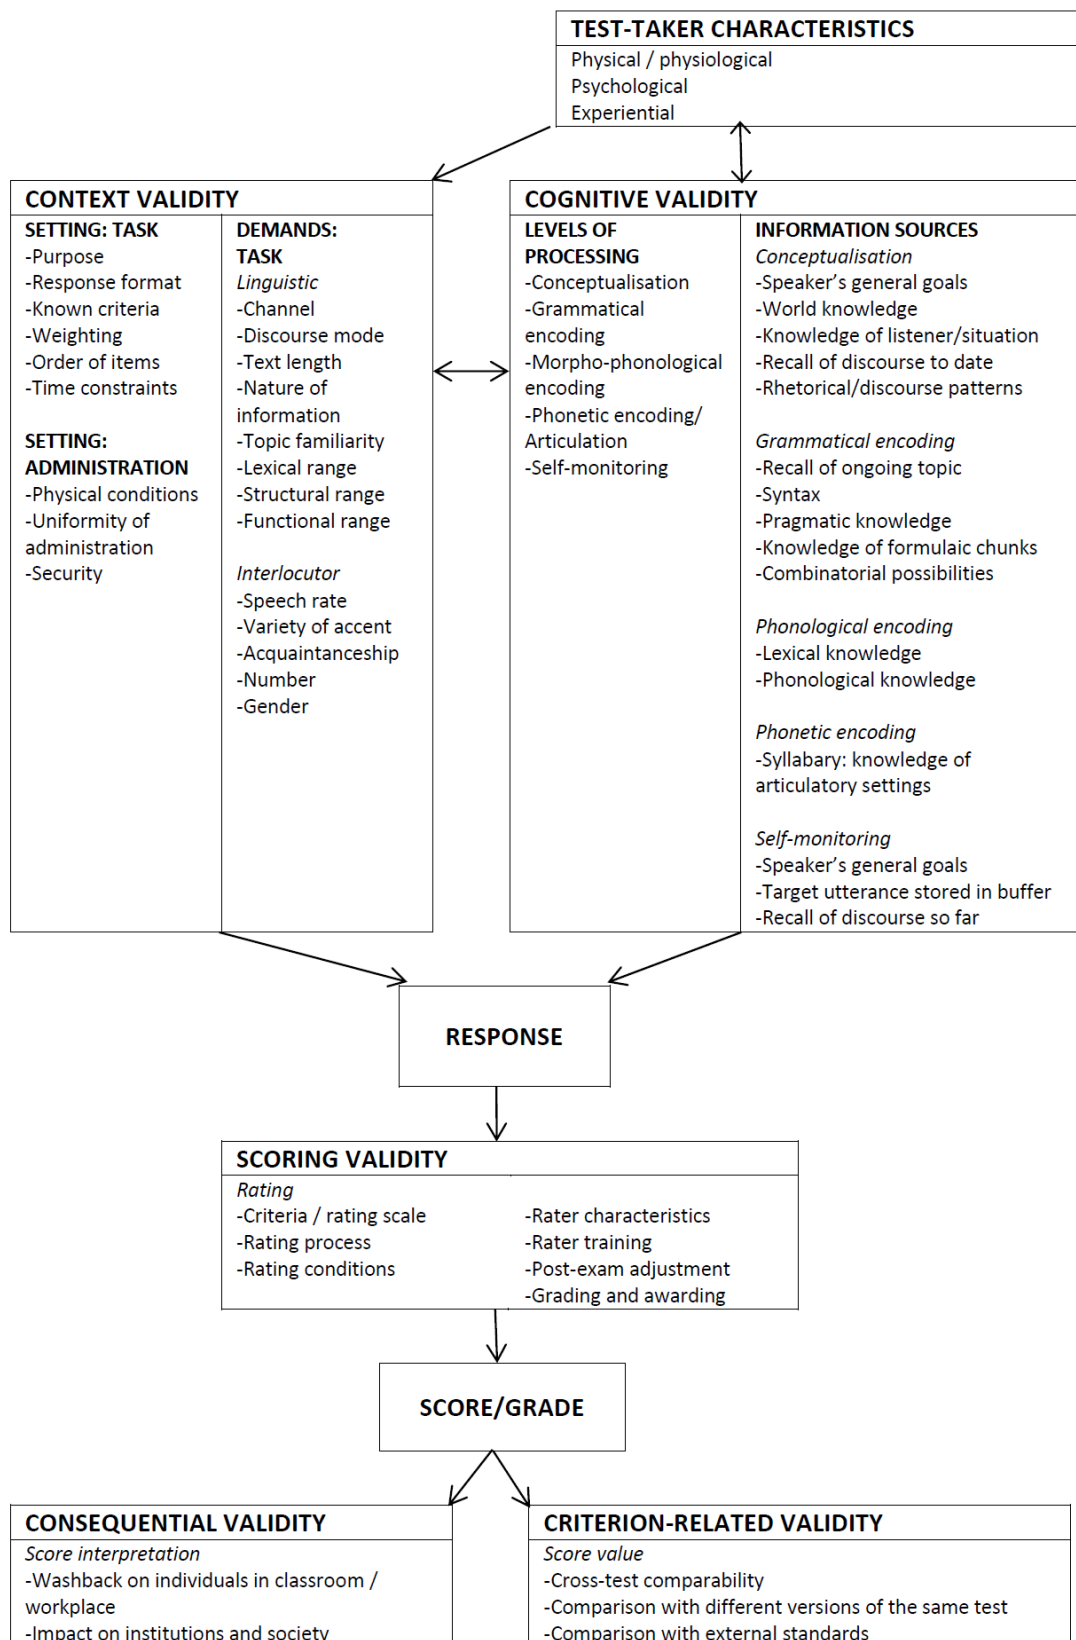 TEST-TAKER CHARACTERISTICS
Physical / physiological
Psychological
Experiential
CONTEXT VALIDITY
SETTING: TASK
-Purpose
-Response format
-Known criteria
-Weighting
-Order of items
-Time constraints
SETTING:
ADMINISTRATION
-Physical conditions
-Uniformity of
administration
-Security
DEMANDS:
TASK
Linguistic
-Channel
-Discourse mode
-Text length
-Nature of
information
-Topic familiarity
-Lexical range
-Structural range
-Functional range
Interlocutor
-Speech rate
-Variety of accent
-Acquaintanceship
-Number
-Gender
COGNITIVE VALIDITY
LEVELS OF
PROCESSING
-Conceptualisation
-Grammatical
encoding
-Morpho-phonological
encoding
-Phonetic encoding/
Articulation
-Self-monitoring
INFORMATION SOURCES
Conceptualisation
-Speaker's general goals
-World knowledge
-Knowledge of listener/situation
-Recall of discourse to date
-Rhetorical/discourse patterns
Grammatical encoding
-Recall of ongoing topic
-Syntax
-Pragmatic knowledge
-Knowledge of formulaic chunks
-Combinatorial possibilities
Phonological encoding
-Lexical knowledge
-Phonological knowledge
Phonetic encoding
-Syllabary: knowledge of
articulatory settings
Self-monitoring
-Speaker's general goals
-Target utterance stored in buffer
-Recall of discourse so far
RESPONSE
SCORING VALIDITY
Rating
-Criteria / rating scale
-Rating process
-Rating conditions
-Rater characteristics
-Rater training
-Post-exam adjustment
-Grading and awarding
SCORE/GRADE
CONSEQUENTIAL VALIDITY
Score interpretation
-Washback on individuals in classroom /
workplace
-Impact on institutions and society
CRITERION-RELATED VALIDITY
Score value
-Cross-test comparability
-Comparison with different versions of the same test
-Comparison with external standards